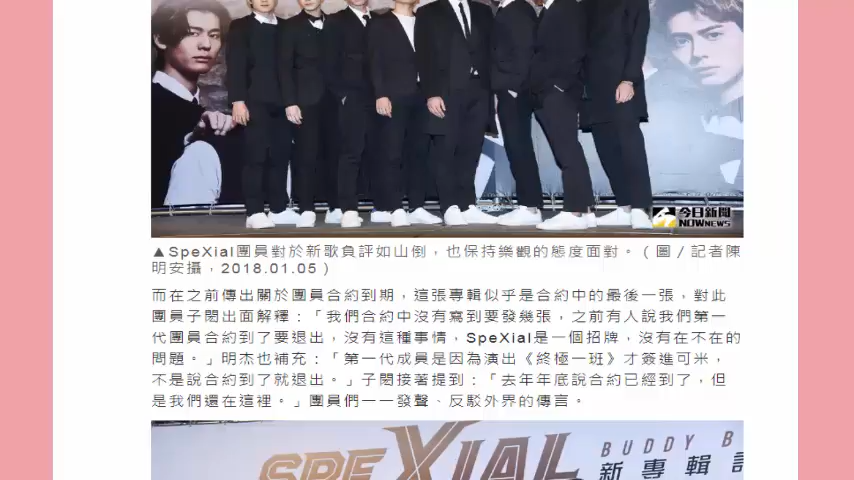 今日新聞
NOWNEWS
▲SpeXial團員對於新歌負評如山倒，也保持樂觀的態度面對。（圖／記者陳
明安攝，2018.01.05）
而在之前傳出關於團員合約到期，這張專輯似乎是合約中的最後一張，對此
團員子閎出面解釋：「我們合約中沒有寫到要發幾張，之前有人說我們第一
代團員合約到了要退出，沒有這種事情，SpeXial是一個招牌，沒有在不在的
問題。」明杰也補充：「第一代成員是因為演出《終極一班》才簽進可米，
不是說合約到了就退出。」子閎接著提到：「去年年底說合約已經到了，但
是我們還在這裡。」團員們一一發聲、反駁外界的傳言。
SPEXIAL
BUDDY B
新專輯